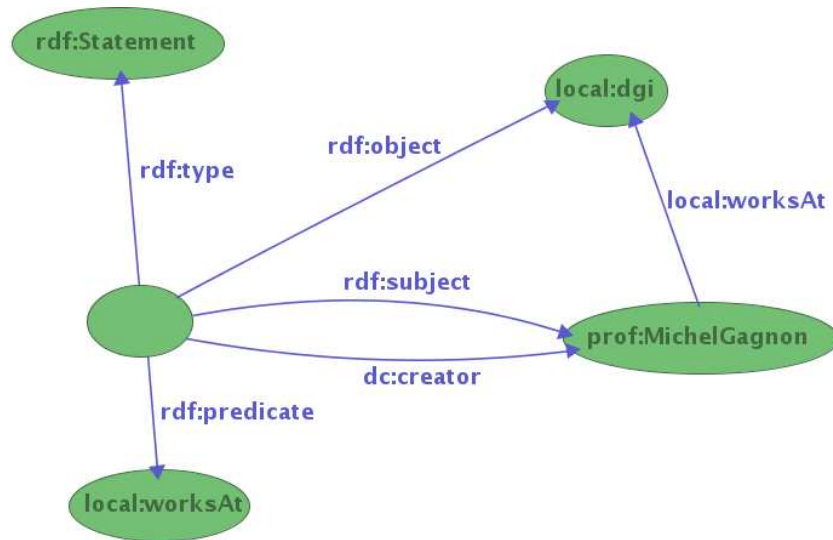 rdf:Statement
local:dgi
rdf:object
rdf:type
local:worksAt
rdf:subject
prof:MichelGagnon
dc:creator
rdf:predicate
local:worksAt